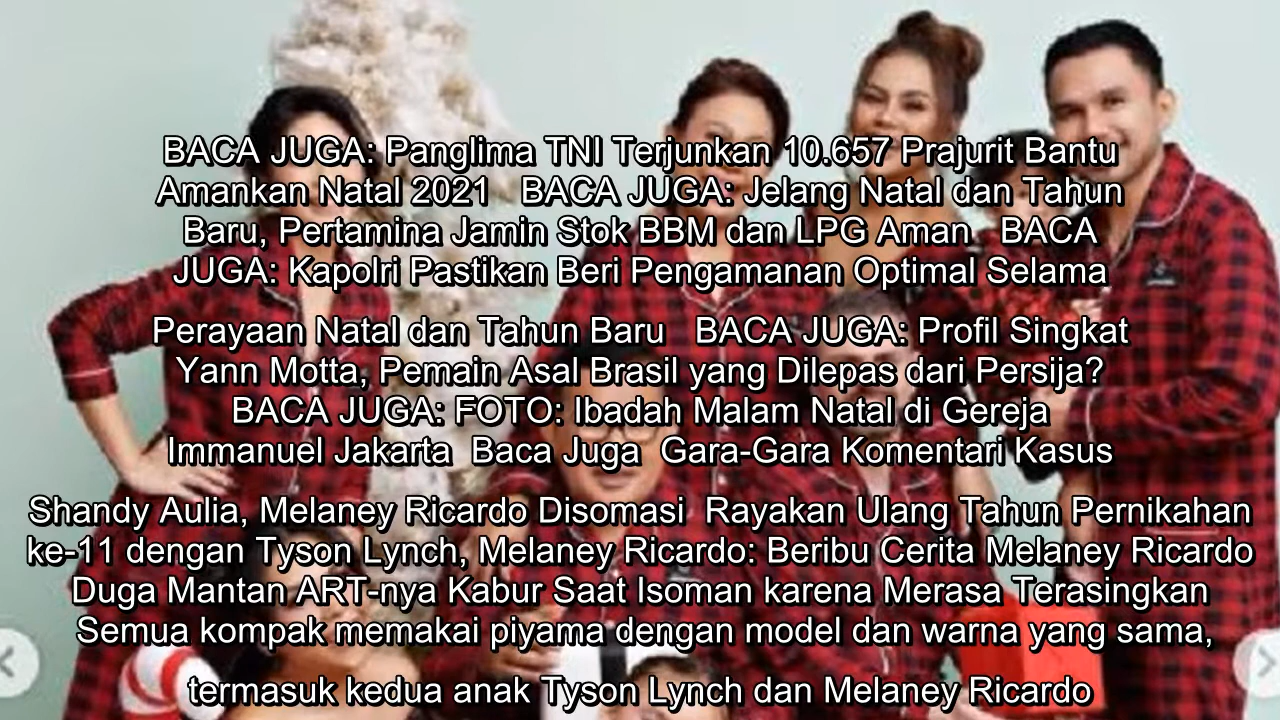 BACA JUGA: Panglima TNI Terjunkan 10.657 Prajurit Bantu
Amankan Natal 2021 BACA JUGA: Jelang Natal dan Tahun
Baru, Pertamina Jamin Stok BBM dan LPG Aman BACA
JUGA: Kapolri Pastikan Beri Pengamanan Optimal Selama
Perayaan Natal dan Tahun Baru BACA JUGA: Profil Singkat
Yann Motta, Pemain Asal Brasil yang Dilepas dari Persija?
BACA JUGA: FOTO: Ibadah Malam Natal di Gereja
Immanuel Jakarta Baca Juga Gara-Gara Komentari Kasus
Shandy Aulia, Melaney Ricardo Disomasi Rayakan Ulang Tahun Pernikahan
ke-11 dengan Tyson Lynch, Melaney Ricardo: Beribu Cerita Melaney Ricardo
Duga Mantan ART-nya Kabur Saat Isoman karena Merasa Terasingkan
Semua kompak memakai piyama dengan model dan warna yang sama,
termasuk kedua anak Tyson Lynch dan Melaney Ricardo